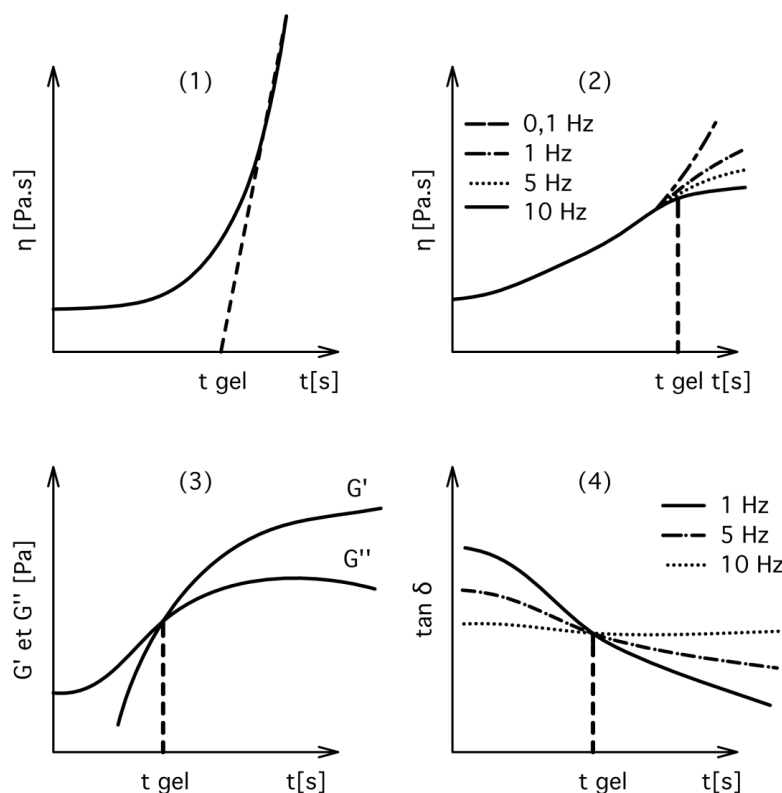 (1)
η [Pa.s]
t gel
t[s]
(2)
0,1 Hz
1 Hz
5 Hz
10 Hz
η [Pa.s]
t gel t[s]
(3)
G'
G''
G' et G'' [Pa]
t gel
t[s]
(4)
1 Hz
5 Hz
10 Hz
tan δ
t gel
t[s]